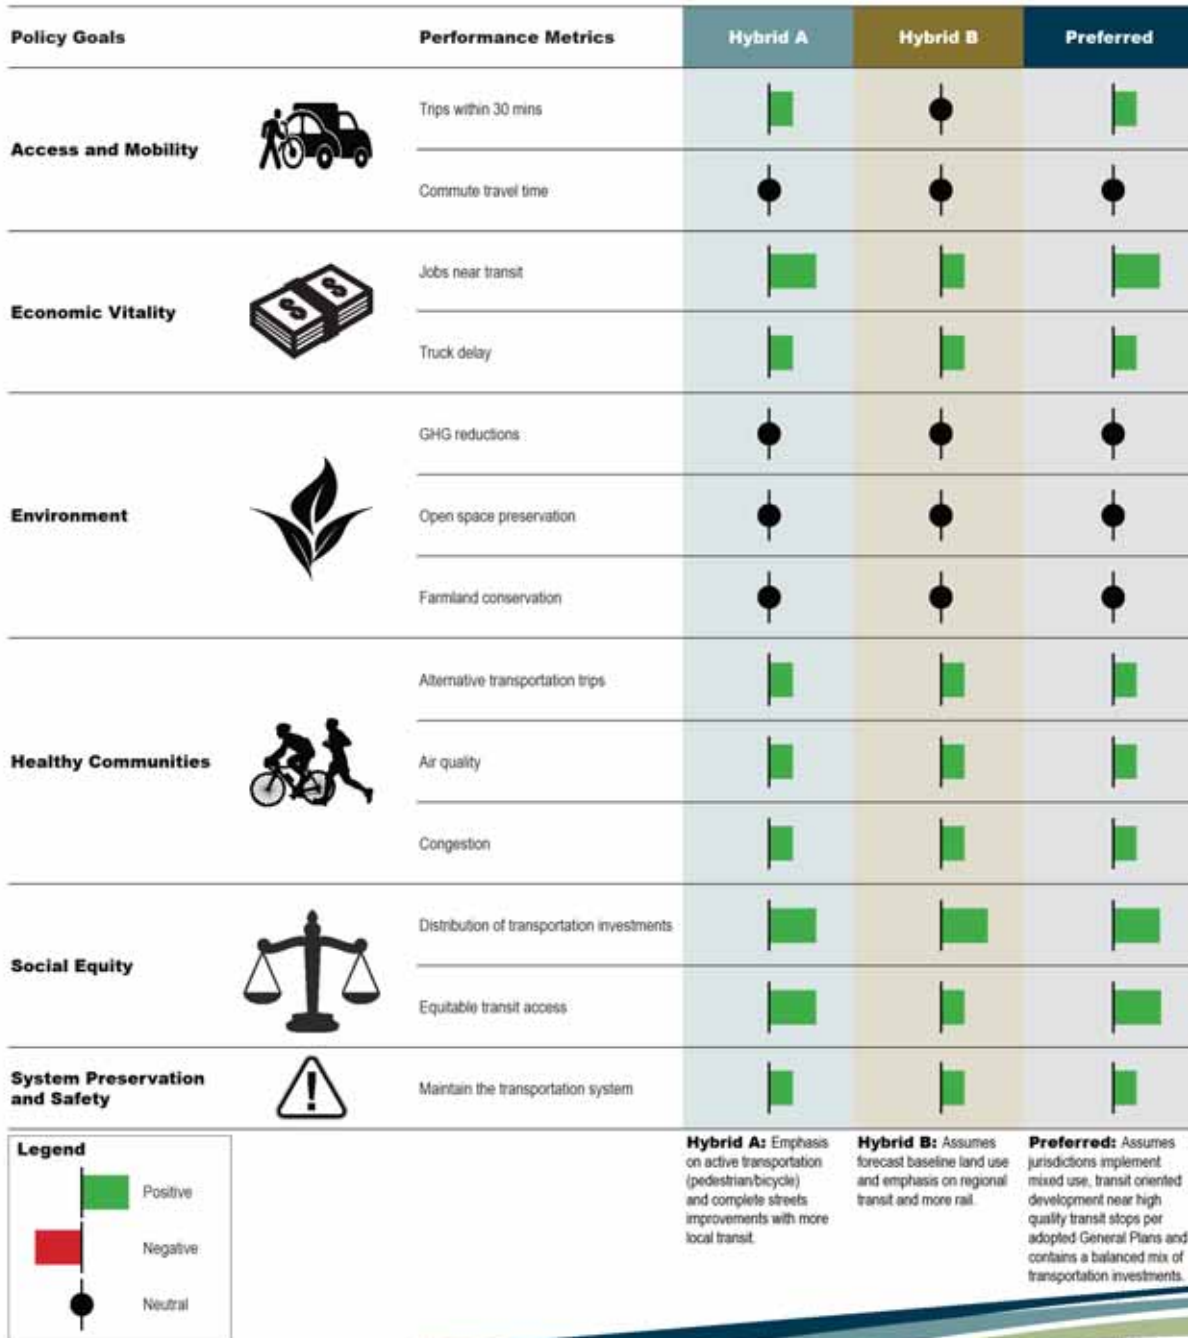 Policy Goals Performance Metrics Hybrid A Hybrid B Preferred
Access and Mobility
Trips within 30 mins
Commute travel time
Economic Vitality
$ $
Jobs near transit
Truck delay
Environment
GHG reductions
Open space preservation
Farmland conservation
Healthy Communities
Alternative transportation trips
Air quality
Congestion
Social Equity
Distribution of transportation investments
Equitable transit access
System Preservation
and Safety
!
Maintain the transportation system
Legend
Positive
Negative
Neutral
Hybrid A: Emphasis
on active transportation
(pedestrian/bicycle)
and complete streets
improvements with more
local transit.
Hybrid B: Assumes
forecast baseline land use
and emphasis on regional
transit and more rail.
Preferred: Assumes
jurisdictions implement
mixed use, transit oriented
development near high
quality transit stops per
adopted General Plans and
contains a balanced mix of
transportation investments.